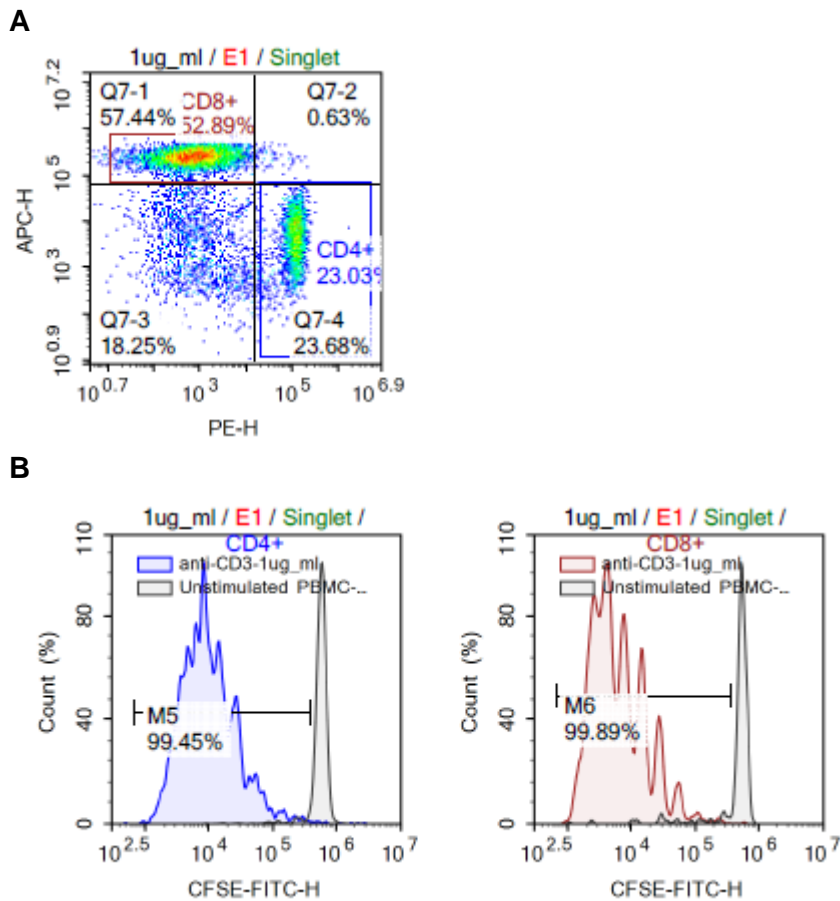 A
1ug_ml / E1 / Singlet
Q7-1
57.44%
CD8+
52.89%
Q7-2
0.63%
10^7.2
10^5
10^3
10^0.9
APC-H
CD4+
23.03%
Q7-3
18.25%
Q7-4
23.68%
10^0.7 10^3 10^5 10^6.9
PE-H
B
1ug_ml / E1 / Singlet /
CD4+
anti-CD3-1ug_ml
Unstimulated PBMC-...
110
80
40
0
Count (%)
M5
99.45%
10^2.5 10^4 10^5 10^6 10^7
CFSE-FITC-H
1ug_ml / E1 / Singlet /
CD8+
anti-CD3-1ug_ml
Unstimulated PBMC-...
110
80
40
0
Count (%)
M6
99.89%
10^2.5 10^4 10^5 10^6 10^7
CFSE-FITC-H